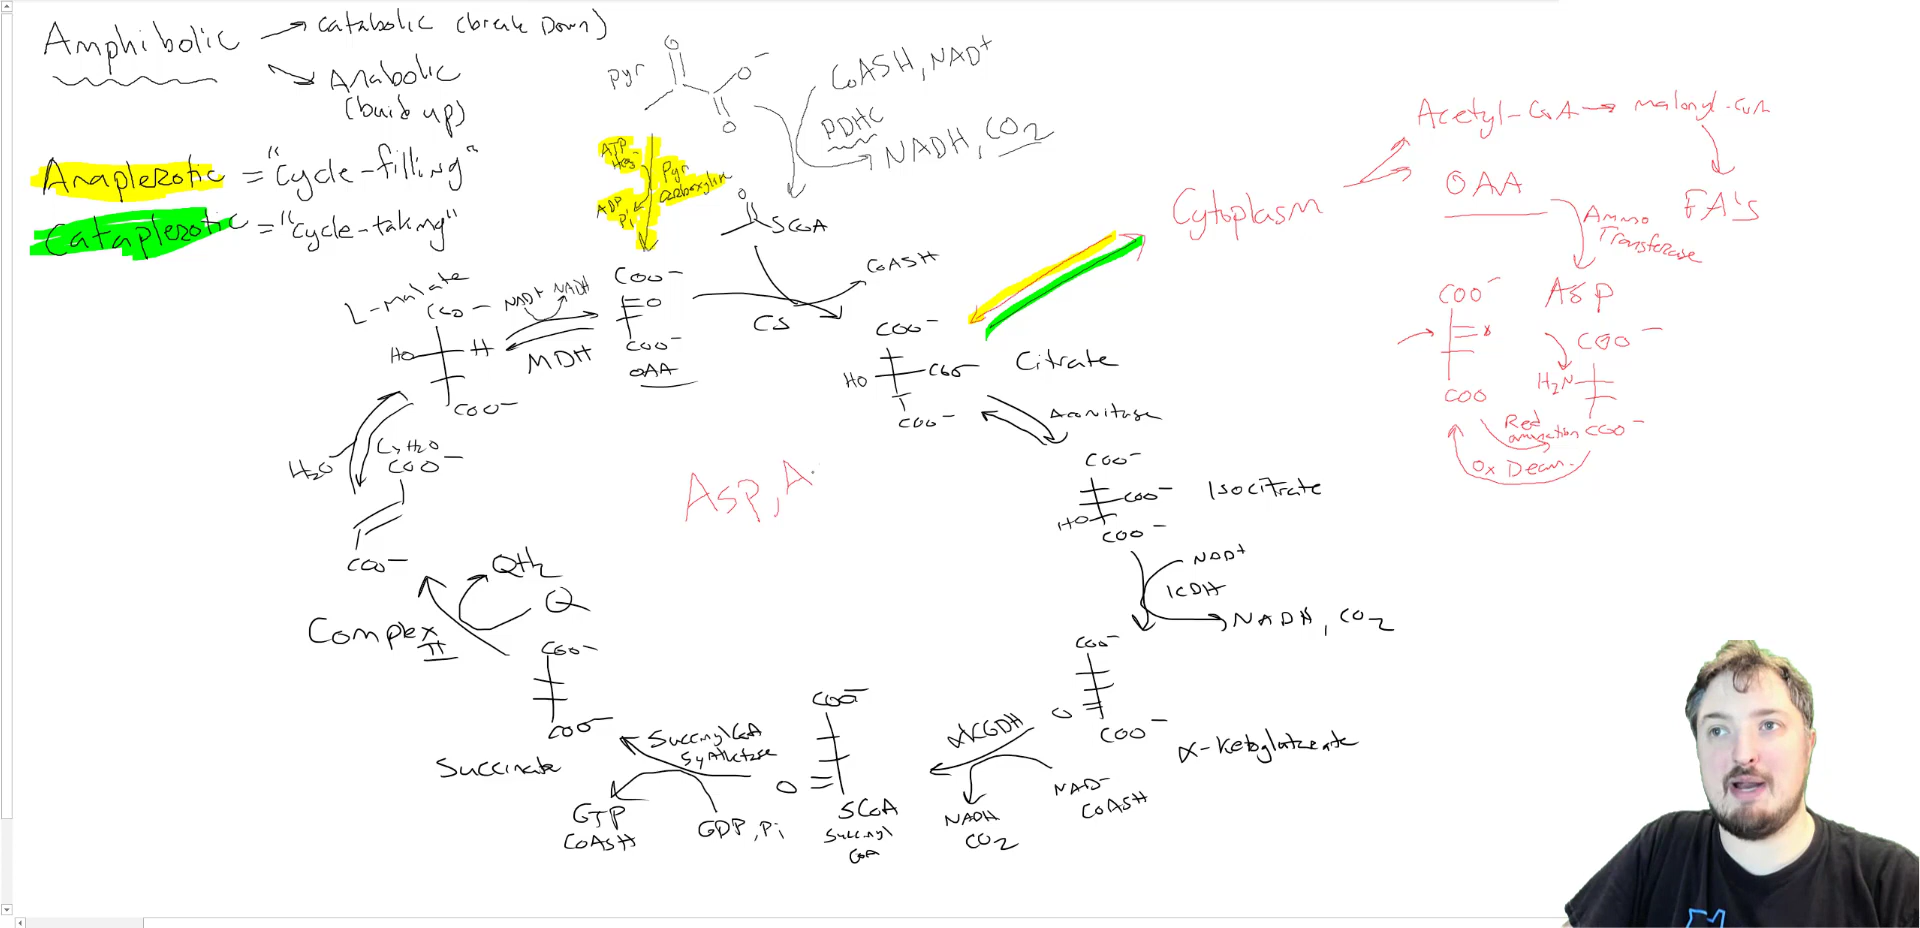 Amphibolic
→ catabolic (break Down)
→ Anabolic
(build up)
Anaplerotic = "Cycle-filling"
Cataplerotic = "cycle-taking"
pyr
O
O-
O
CoASH, NAD+
PDHC
NADH, CO2
ATP
ADP
Pi
Pyr
carboxylase
O
SCoA
CoASH
CS
COO-
=O
COO-
OAA
L-malate
COO-
HO
H
COO-
NAD+ NADH
MDH
H2O
H2O
COO-
COO-
QH2
Q
Complex
II
COO-
COO-
Succinate
Succinyl CoA
Synthetase
GTP
CoASH
GDP, Pi
COO-
O
SCoA
Succinyl
CoA
αKGDH
NADH
CO2
NAD-
CoASH
COO-
O
COO-
α-ketoglutarate
COO-
HO
COO-
COO-
Citrate
Aconitase
COO-
COO-
HO
COO-
Isocitrate
NAD+
ICDH
NADH, CO2
Asp, A
Cytoplasm
Acetyl-CoA → malonyl-CoA
OAA
FA's
Amino
Transferase
Asp
COO-
COO
COO-
H2N
COO-
Red
amination
Ox Deam.